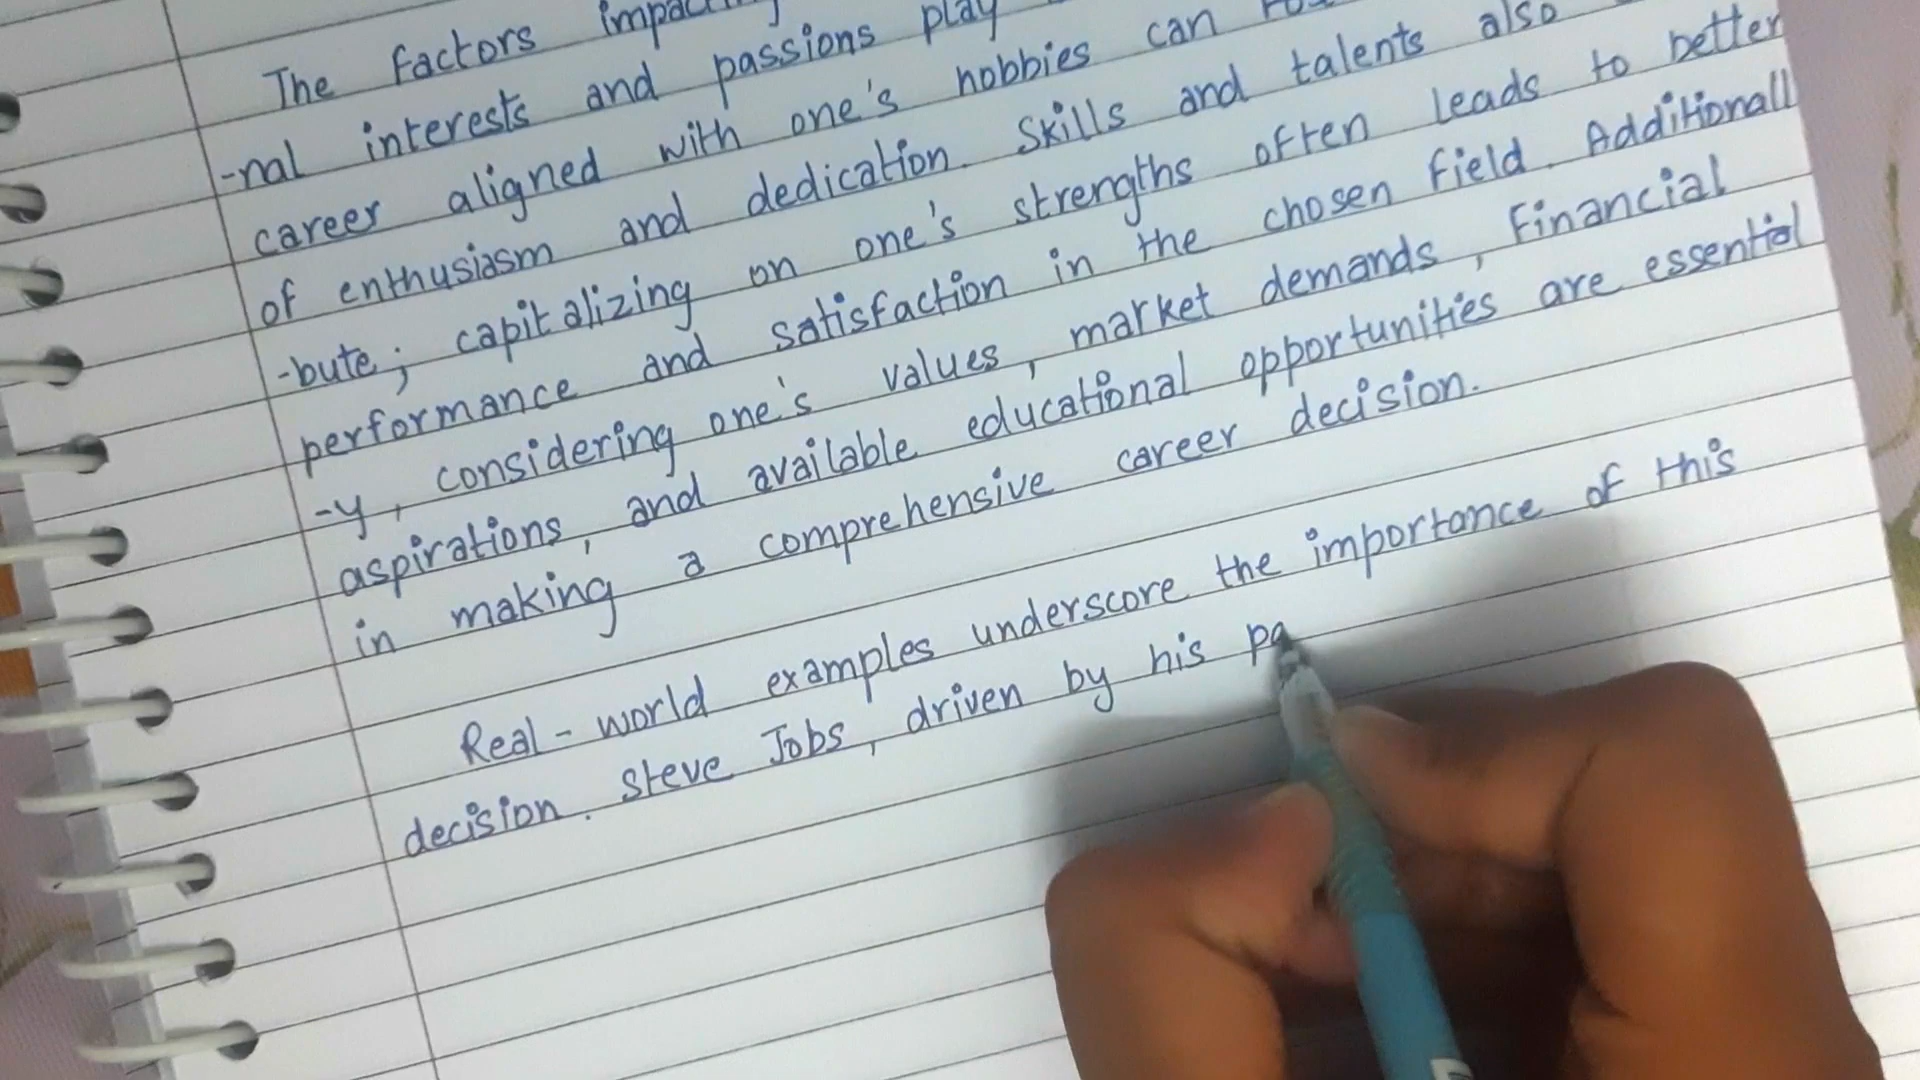 The factors
-nal interests and passions play
career aligned with one's hobbies can
of enthusiasm and dedication. Skills and talents also
-bute; capitalizing on one's strengths often leads to better
performance and satisfaction in the chosen field. Additionall
-y, considering one's values, market demands, financial
aspirations, and available educational opportunities are essential
in making a comprehensive career decision.
Real-world examples underscore the importance of this
decision. Steve Jobs, driven by his pa